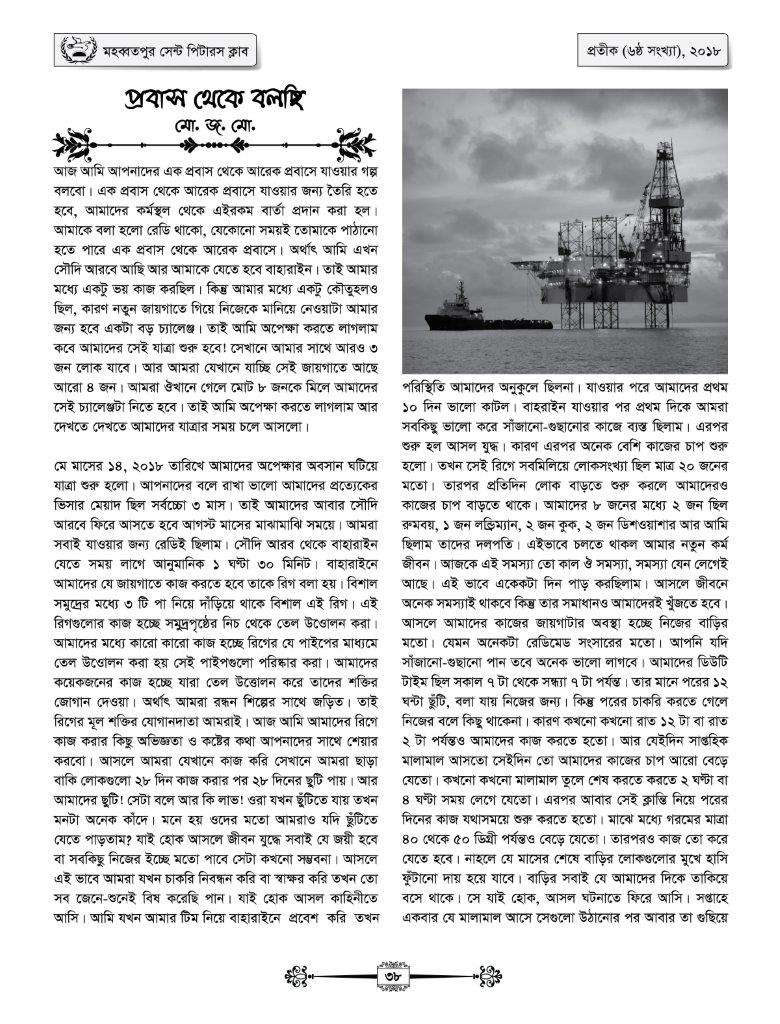 মহব্বতপুর সেন্ট পিটারস ক্লাব
প্রতীক (৬ষ্ঠ সংখ্যা), ২০১৮
প্রবাস থেকে বলছি
মো. জ. মো.
আজ আমি আপনাদের এক প্রবাস থেকে আরেক প্রবাসে যাওয়ার গল্প
বলবো। এক প্রবাস থেকে আরেক প্রবাসে যাওয়ার জন্য তৈরি হতে
হবে, আমাদের কর্মস্থল থেকে এইরকম বার্তা প্রদান করা হল।
আমাকে বলা হলো রেডি থাকো, যেকোনো সময়ই তোমাকে পাঠানো
হতে পারে এক প্রবাস থেকে আরেক প্রবাসে। অর্থাৎ আমি এখন
সৌদি আরবে আছি আর আমাকে যেতে হবে বাহারাইন। তাই আমার
মধ্যে একটু ভয় কাজ করছিল। কিন্তু আমার মধ্যে একটু কৌতুহলও
ছিল, কারণ নতুন জায়গাতে গিয়ে নিজেকে মানিয়ে নেওয়াটা আমার
জন্য হবে একটা বড় চ্যালেঞ্জ। তাই আমি অপেক্ষা করতে লাগলাম
কবে আমাদের সেই যাত্রা শুরু হবে! সেখানে আমার সাথে আরও ৩
জন লোক যাবে। আর আমরা যেখানে যাচ্ছি সেই জায়গাতে আছে
আরো ৪ জন। আমরা ঔখানে গেলে মোট ৮ জনকে মিলে আমাদের
সেই চ্যালেঞ্জটা নিতে হবে। তাই আমি অপেক্ষা করতে লাগলাম আর
দেখতে দেখতে আমাদের যাত্রার সময় চলে আসলো।
মে মাসের ১৪, ২০১৮ তারিখে আমাদের অপেক্ষার অবসান ঘটিয়ে
যাত্রা শুরু হলো। আপনাদের বলে রাখা ভালো আমাদের প্রত্যেকের
ভিসার মেয়াদ ছিল সর্বচ্চো ৩ মাস। তাই আমাদের আবার সৌদি
আরবে ফিরে আসতে হবে আগস্ট মাসের মাঝামাঝি সময়ে। আমরা
সবাই যাওয়ার জন্য রেডিই ছিলাম। সৌদি আরব থেকে বাহারাইন
যেতে সময় লাগে আনুমানিক ১ ঘণ্টা ৩০ মিনিট। বাহারাইনে
আমাদের যে জায়গাতে কাজ করতে হবে তাকে রিগ বলা হয়। বিশাল
সমুদ্রের মধ্যে ৩ টি পা নিয়ে দাঁড়িয়ে থাকে বিশাল এই রিগ। এই
রিগগুলোর কাজ হচ্ছে সমুদ্রপৃষ্ঠের নিচ থেকে তেল উত্তোলন করা।
আমাদের মধ্যে কারো কারো কাজ হচ্ছে রিগের যে পাইপের মাধ্যমে
তেল উত্তোলন করা হয় সেই পাইপগুলো পরিষ্কার করা। আমাদের
কয়েকজনের কাজ হচ্ছে যারা তেল উত্তলন করে তাদের শক্তির
জোগান দেওয়া। অর্থাৎ আমরা রন্ধন শিল্পের সাথে জড়িত। তাই
রিগের মূল শক্তির যোগানদাতা আমরাই। আজ আমি আমাদের রিগে
কাজ করার কিছু অভিজ্ঞতা ও কষ্টের কথা আপনাদের সাথে শেয়ার
করবো। আসলে আমরা যেখানে কাজ করি সেখানে আমরা ছাড়া
বাকি লোকগুলো ২৮ দিন কাজ করার পর ২৮ দিনের ছুটি পায়। আর
আমাদের ছুটি! সেটা বলে আর কি লাভ! ওরা যখন ছুঁটিতে যায় তখন
মনটা অনেক কাঁদে। মনে হয় ওদের মতো আমরাও যদি ছুঁটিতে
যেতে পাড়তাম? যাই হোক আসলে জীবন যুদ্ধে সবাই যে জয়ী হবে
বা সবকিছু নিজের ইচ্ছে মতো পাবে সেটা কখনো সম্ভবনা। আসলে
এই ভাবে আমরা যখন চাকরি নিবন্ধন করি বা স্বাক্ষর করি তখন তো
সব জেনে-শুনেই বিষ করেছি পান। যাই হোক আসল কাহিনীতে
আসি। আমি যখন আমার টিম নিয়ে বাহারাইনে প্রবেশ করি তখন
পরিস্থিতি আমাদের অনুকুলে ছিলনা। যাওয়ার পরে আমাদের প্রথম
১০ দিন ভালো কাটল। বাহরাইন যাওয়ার পর প্রথম দিকে আমরা
সবকিছু ভালো করে সাঁজানো-গুছানোর কাজে ব্যস্ত ছিলাম। এরপর
শুরু হল আসল যুদ্ধ। কারণ এরপর অনেক বেশি কাজের চাপ শুরু
হলো। তখন সেই রিগে সবমিলিয়ে লোকসংখ্যা ছিল মাত্র ২০ জনের
মতো। তারপর প্রতিদিন লোক বাড়তে শুরু করলে আমাদেরও
কাজের চাপ বাড়তে থাকে। আমাদের ৮ জনের মধ্যে ২ জন ছিল
রুমবয়, ১ জন লন্ড্রিম্যান, ২ জন কুক, ২ জন ডিশওয়াশার আর আমি
ছিলাম তাদের দলপতি। এইভাবে চলতে থাকল আমার নতুন কর্ম
জীবন। আজকে এই সমস্যা তো কাল ঔ সমস্যা, সমস্যা যেন লেগেই
আছে। এই ভাবে একেকটা দিন পাড় করছিলাম। আসলে জীবনে
অনেক সমস্যাই থাকবে কিন্তু তার সমাধানও আমাদেরই খুঁজতে হবে।
আসলে আমাদের কাজের জায়গাটার অবস্থা হচ্ছে নিজের বাড়ির
মতো। যেমন অনেকটা রেডিমেড সংসারের মতো। আপনি যদি
সাঁজানো-গুছানো পান তবে অনেক ভালো লাগবে। আমাদের ডিউটি
টাইম ছিল সকাল ৭ টা থেকে সন্ধ্যা ৭ টা পর্যন্ত। তার মানে পরের ১২
ঘন্টা ছুঁটি, বলা যায় নিজের জন্য। কিন্তু পরের চাকরি করতে গেলে
নিজের বলে কিছু থাকেনা। কারণ কখনো কখনো রাত ১২ টা বা রাত
২ টা পর্যন্তও আমাদের কাজ করতে হতো। আর যেইদিন সাপ্তহিক
মালামাল আসতো সেইদিন তো আমাদের কাজের চাপ আরো বেড়ে
যেতো। কখনো কখনো মালামাল তুলে শেষ করতে করতে ২ ঘণ্টা বা
৪ ঘণ্টা সময় লেগে যেতো। এরপর আবার সেই ক্লান্তি নিয়ে পরের
দিনের কাজ যথাসময়ে শুরু করতে হতো। মাঝে মধ্যে গরমের মাত্রা
৪০ থেকে ৫০ ডিগ্রী পর্যন্তও বেড়ে যেতো। তারপরও কাজ তো করে
যেতে হবে। নাহলে যে মাসের শেষে বাড়ির লোকগুলোর মুখে হাসি
ফুঁটানো দায় হয়ে যাবে। বাড়ির সবাই যে আমাদের দিকে তাকিয়ে
বসে থাকে। সে যাই হোক, আসল ঘটনাতে ফিরে আসি। সপ্তাহে
একবার যে মালামাল আসে সেগুলো উঠানোর পর আবার তা গুছিয়ে
৩৮